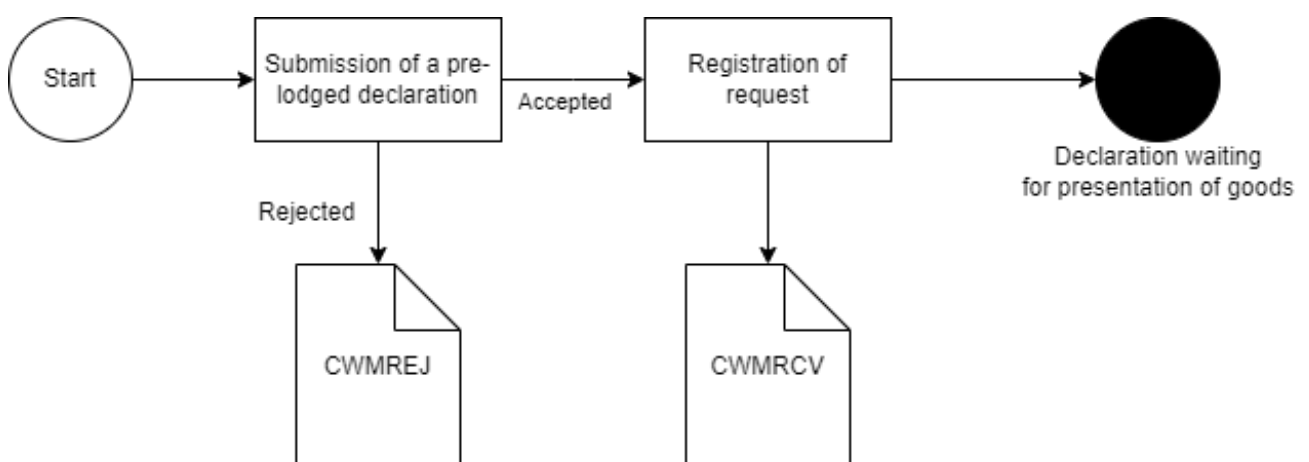 Start
Submission of a pre-
lodged declaration
Accepted
Registration of
request
Declaration waiting
for presentation of goods
Rejected
CWMREJ
CWMRCV